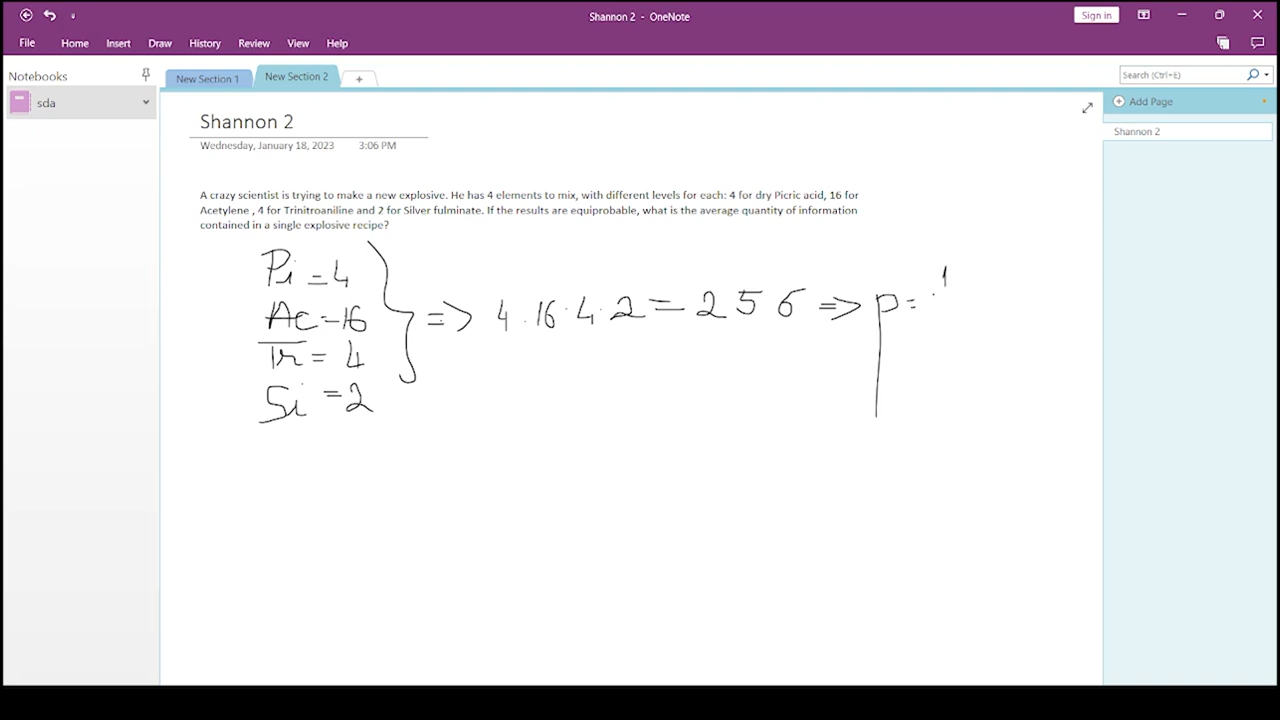 Shannon 2 - OneNote
Sign in
File Home Insert Draw History Review View Help
Notebooks
New Section 1
New Section 2
+
Search (Ctrl+E)
sda
Add Page
Shannon 2
Shannon 2
Wednesday, January 18, 2023 3:06 PM
A crazy scientist is trying to make a new explosive. He has 4 elements to mix, with different levels for each: 4 for dry Picric acid, 16 for
Acetylene , 4 for Trinitroaniline and 2 for Silver fulminate. If the results are equiprobable, what is the average quantity of information
contained in a single explosive recipe?
Pi = 4
Ac = 16
Tr = 4
Si = 2
=> 4 . 16 . 4 . 2 = 256 => p = 1